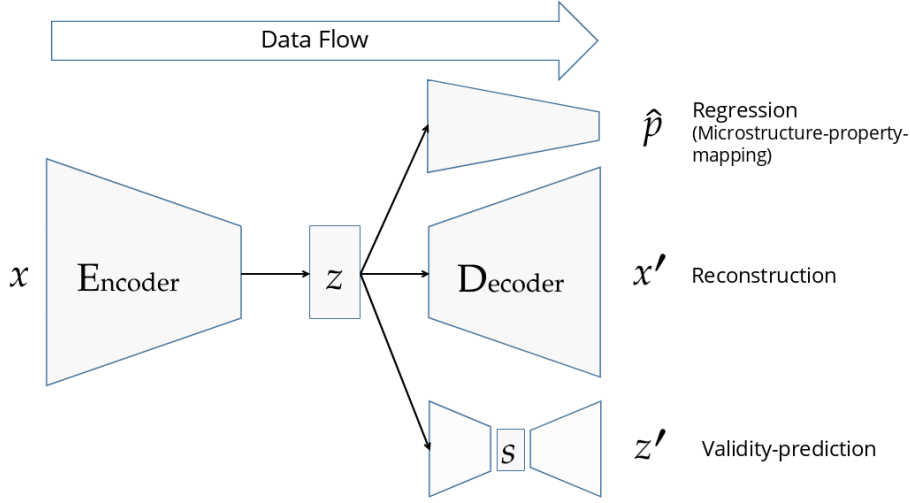 Data Flow
p̂
Regression
(Microstructure-property-
mapping)
x
Encoder
z
Decoder
x′
Reconstruction
s
z′
Validity-prediction